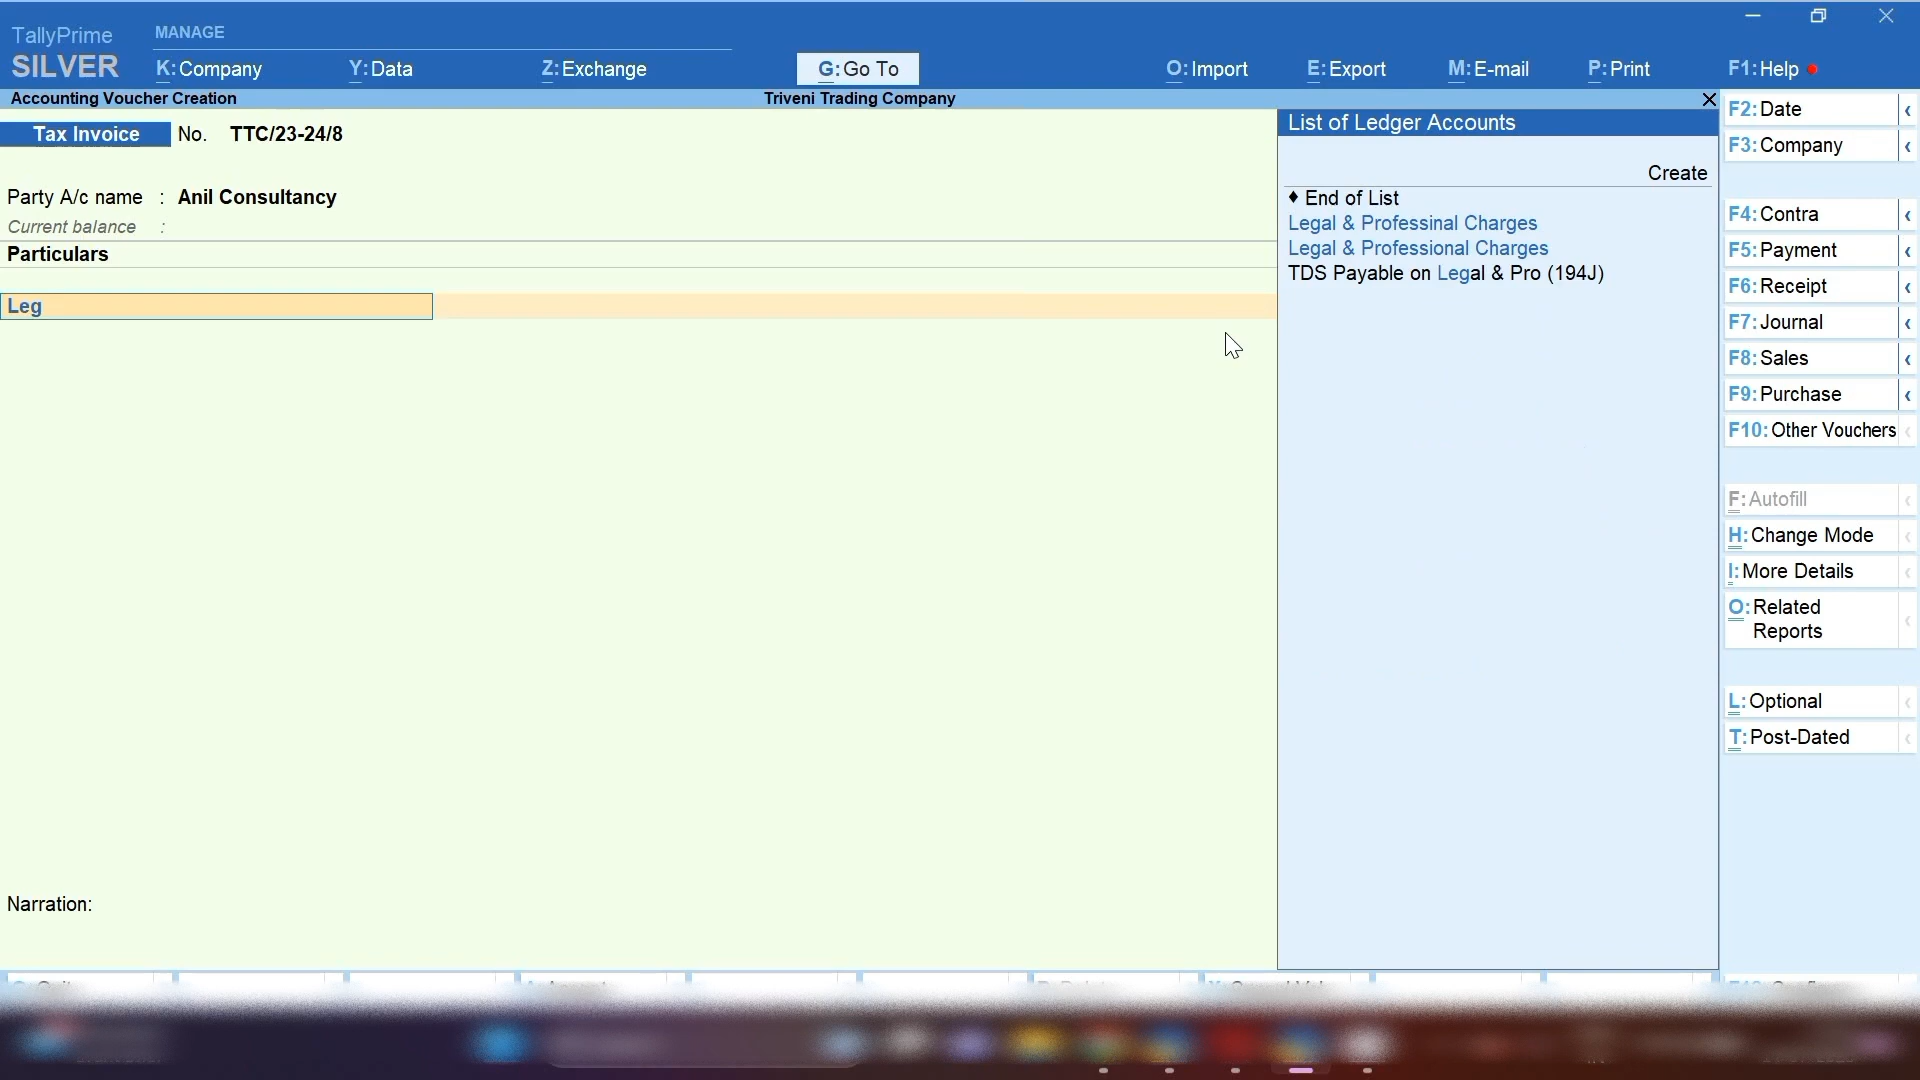 TallyPrime
SILVER
MANAGE
K:Company
Y:Data
Z:Exchange
G:Go To
O:Import
E:Export
M:E-mail
P:Print
F1:Help
Accounting Voucher Creation
Triveni Trading Company
Tax Invoice No. TTC/23-24/8
Party A/c name : Anil Consultancy
Current balance :
Particulars
Leg
Narration:
List of Ledger Accounts
Create
♦ End of List
Legal & Professinal Charges
Legal & Professional Charges
TDS Payable on Legal & Pro (194J)
F2:Date
F3:Company
F4:Contra
F5:Payment
F6:Receipt
F7:Journal
F8:Sales
F9:Purchase
F10:Other Vouchers
F:Autofill
H:Change Mode
I:More Details
O:Related
Reports
L:Optional
T:Post-Dated